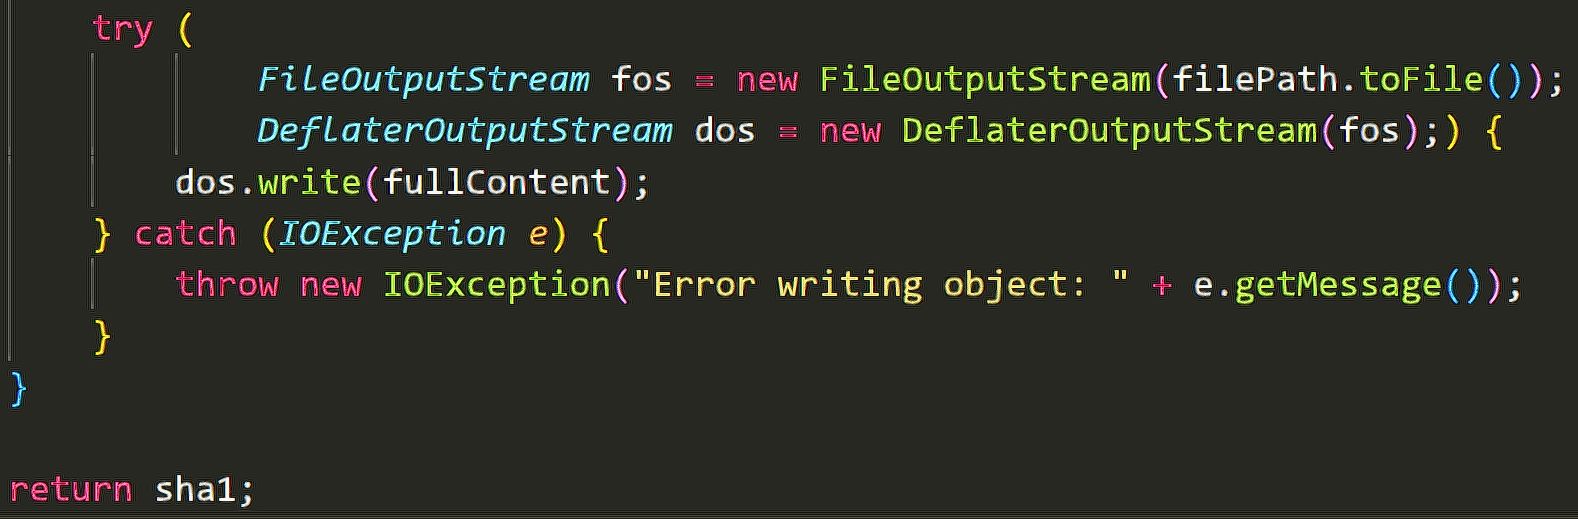 try (
FileOutputStream fos = new FileOutputStream(filePath.toFile());
DeflaterOutputStream dos = new DeflaterOutputStream(fos);) {
dos.write(fullContent);
} catch (IOException e) {
throw new IOException("Error writing object: " + e.getMessage());
}
}
return sha1;